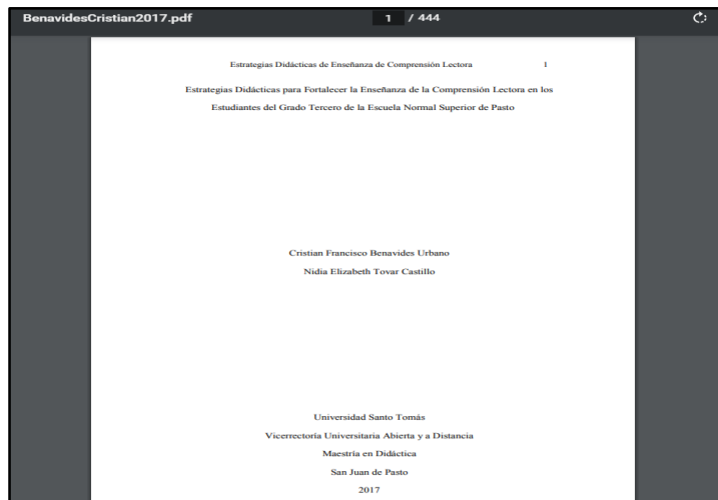 BenavidesCristian2017.pdf 1 / 444
Estrategias Didácticas de Enseñanza de Comprensión Lectora 1
Estrategias Didácticas para Fortalecer la Enseñanza de la Comprensión Lectora en los
Estudiantes del Grado Tercero de la Escuela Normal Superior de Pasto
Cristian Francisco Benavides Urbano
Nidia Elizabeth Tovar Castillo
Universidad Santo Tomás
Vicerrectoría Universitaria Abierta y a Distancia
Maestría en Didáctica
San Juan de Pasto
2017